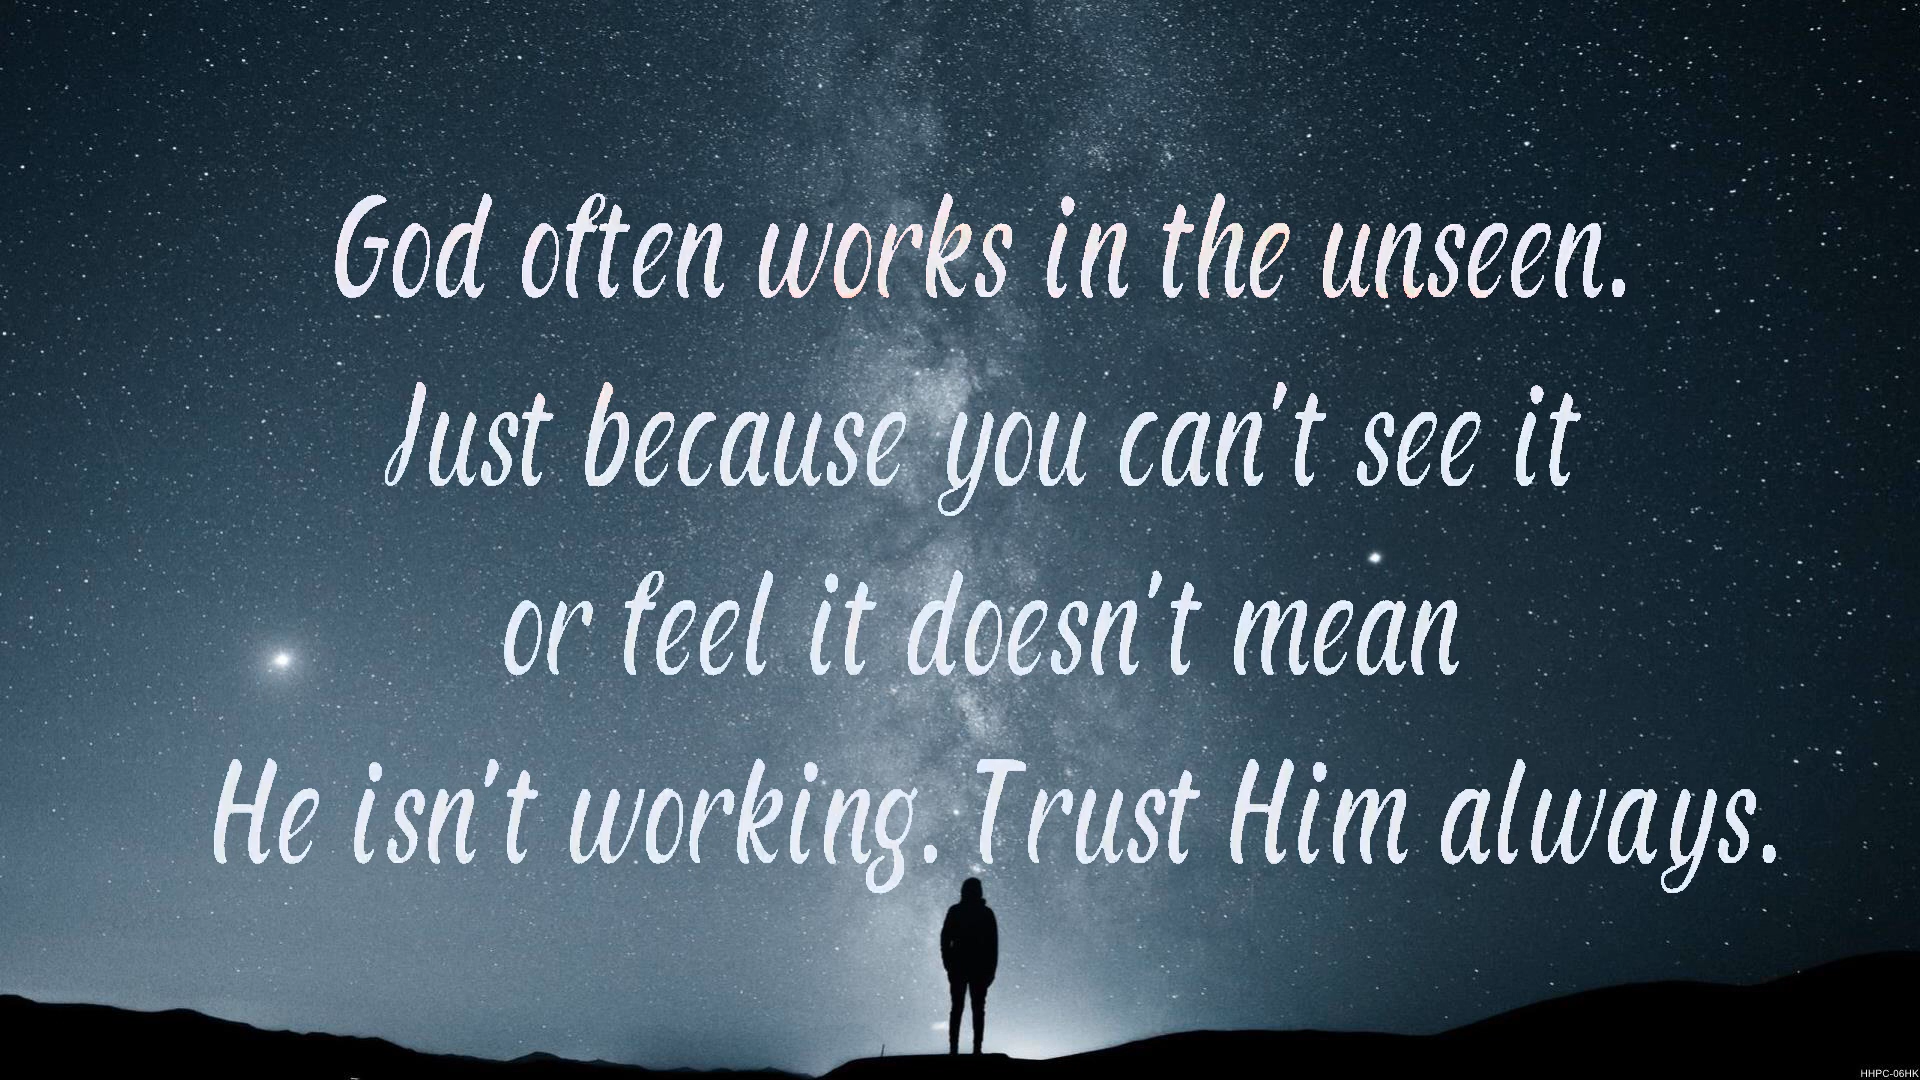 God often works in the unseen.
Just because you can't see it
or feel it doesn't mean
He isn't working. Trust Him always.
HHPC-06HK